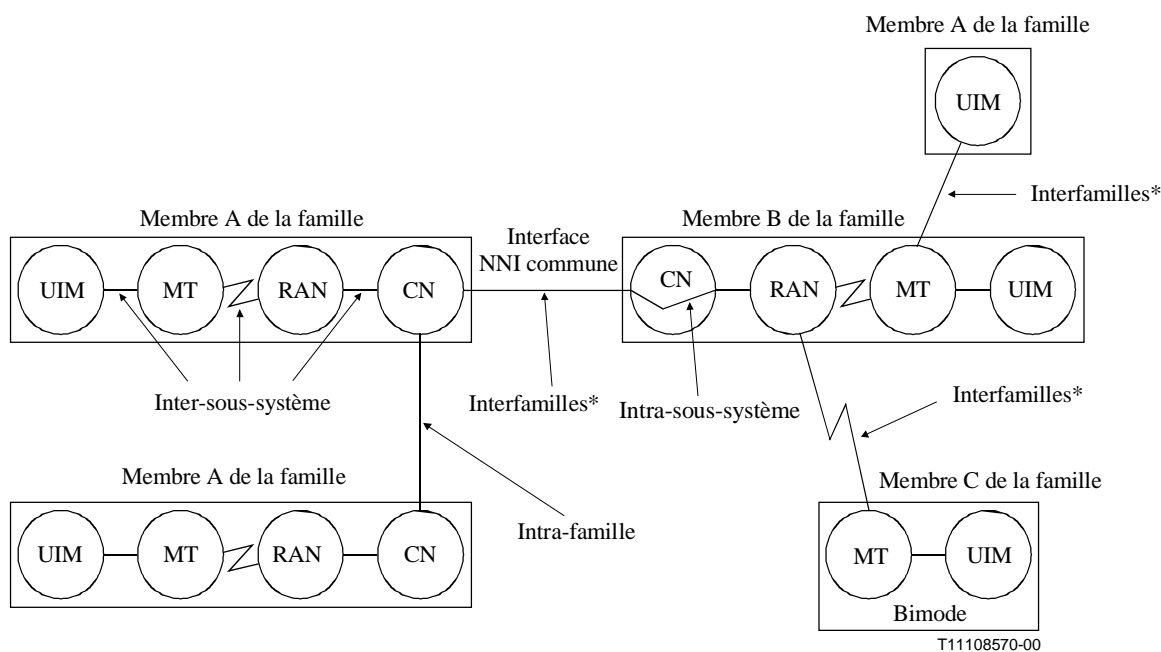 Membre A de la famille
UIM
Interfamilles*
Membre A de la famille
Interface
NNI commune
Membre B de la famille
UIM
MT
RAN
CN
CN
RAN
MT
UIM
Inter-sous-système
Interfamilles*
Intra-sous-système
Interfamilles*
Membre A de la famille
Intra-famille
Membre C de la famille
UIM
MT
RAN
CN
MT
UIM
Bimode
T11108570-00